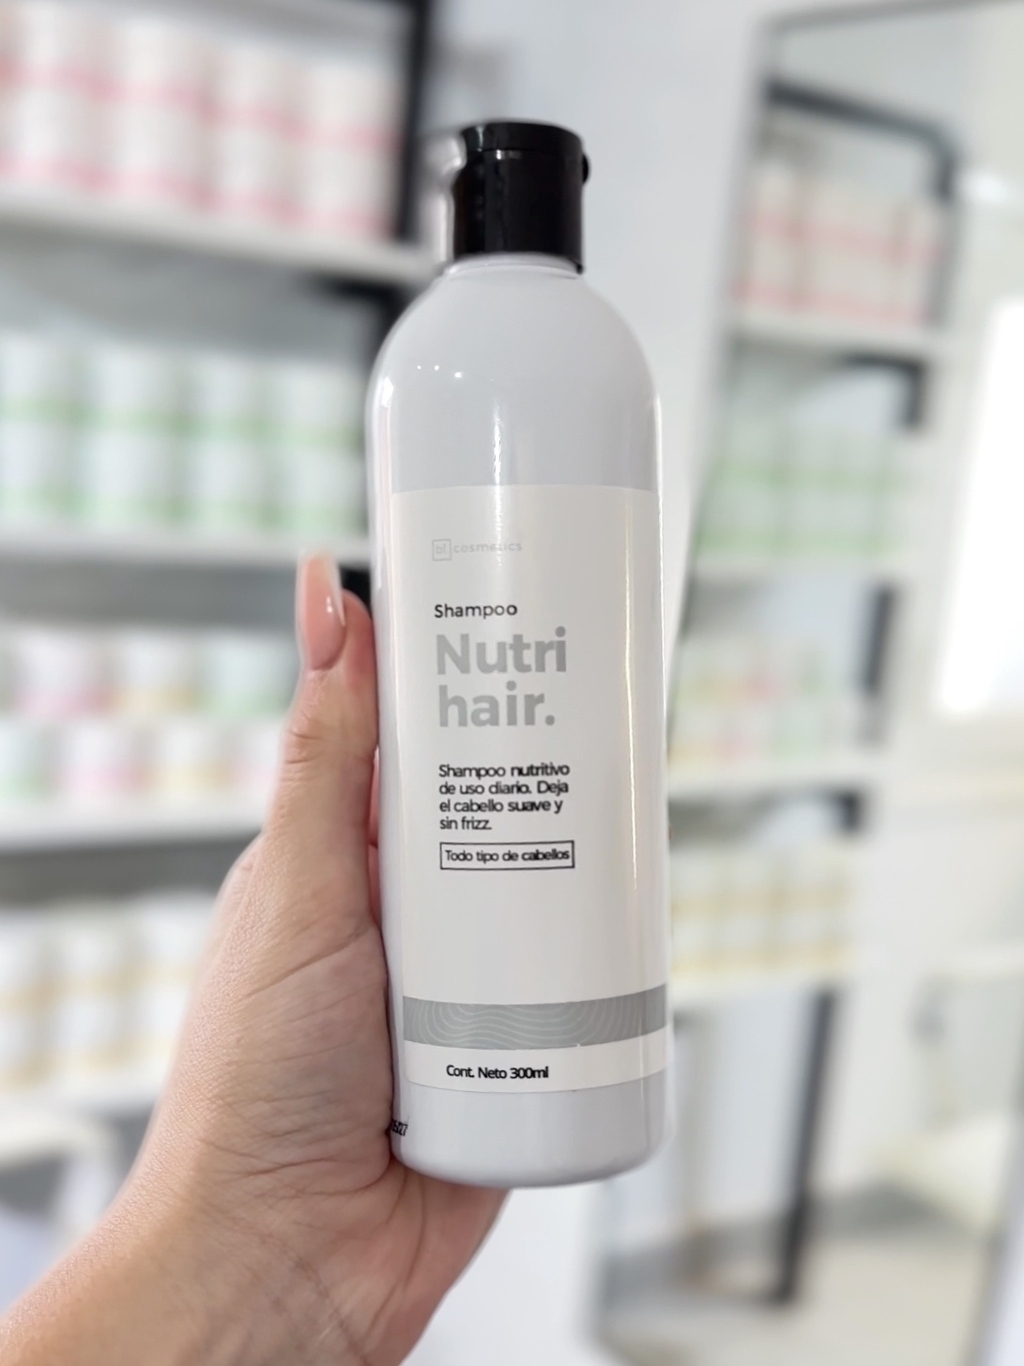 bl cosmetics
Shampoo
Nutri
hair.
Shampoo nutritivo
de uso diario. Deja
el cabello suave y
sin frizz.
Todo tipo de cabellos
Cont. Neto 300ml